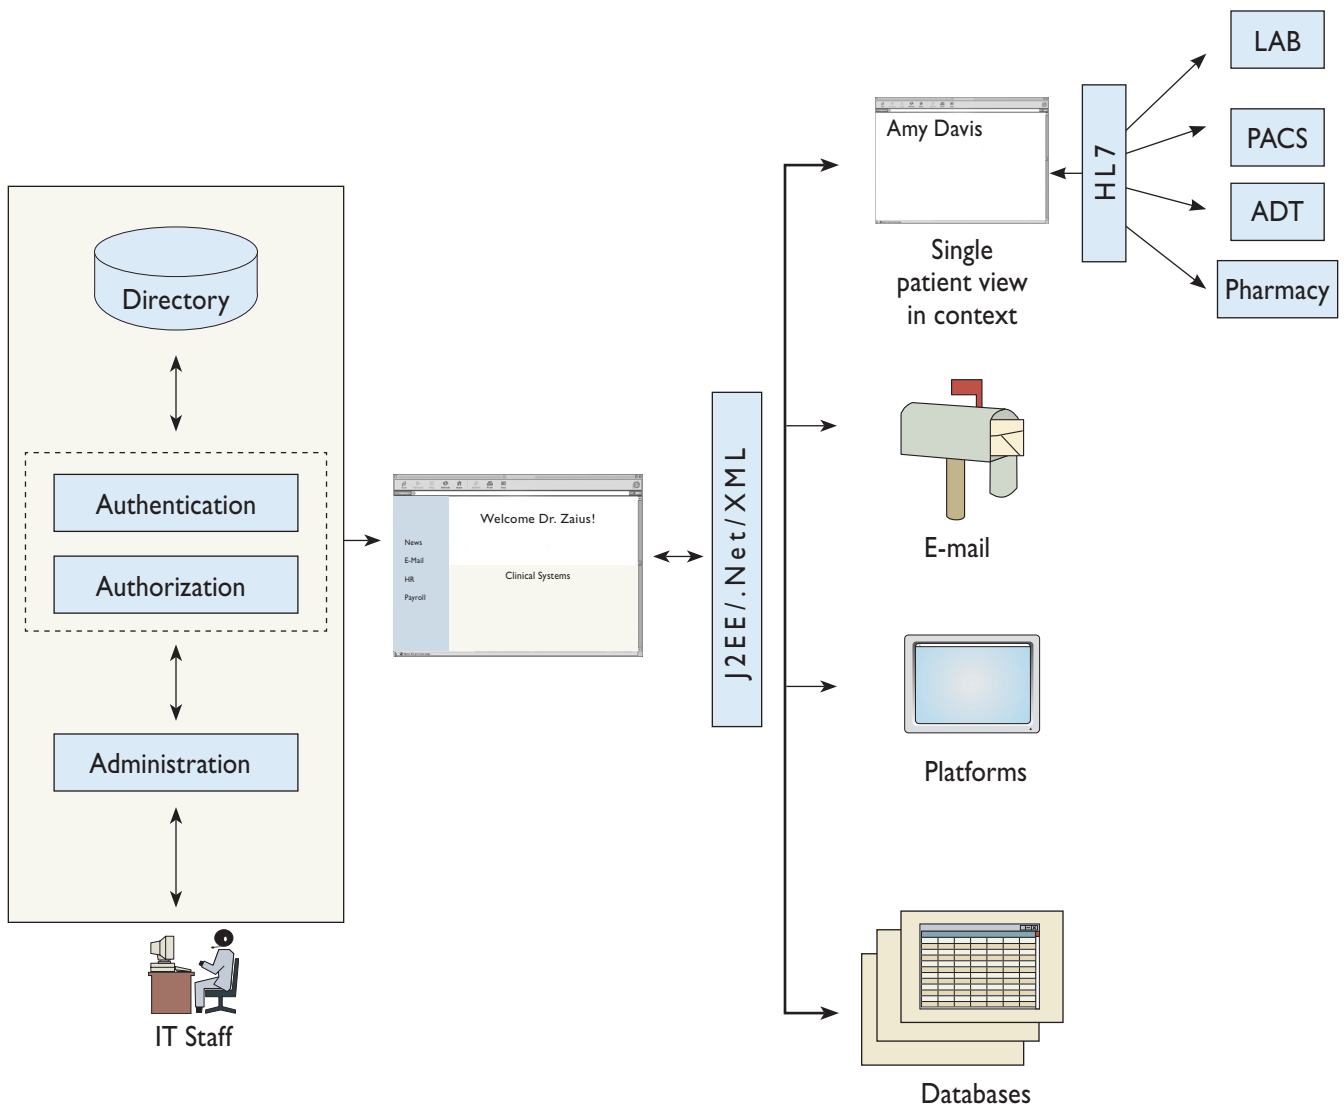 Directory
Authentication
Authorization
Administration
IT Staff
Welcome Dr. Zaius!
News
E-Mail
HR
Payroll
Clinical Systems
J2EE/.Net/XML
Amy Davis
Single
patient view
in context
HL7
LAB
PACS
ADT
Pharmacy
E-mail
Platforms
Databases